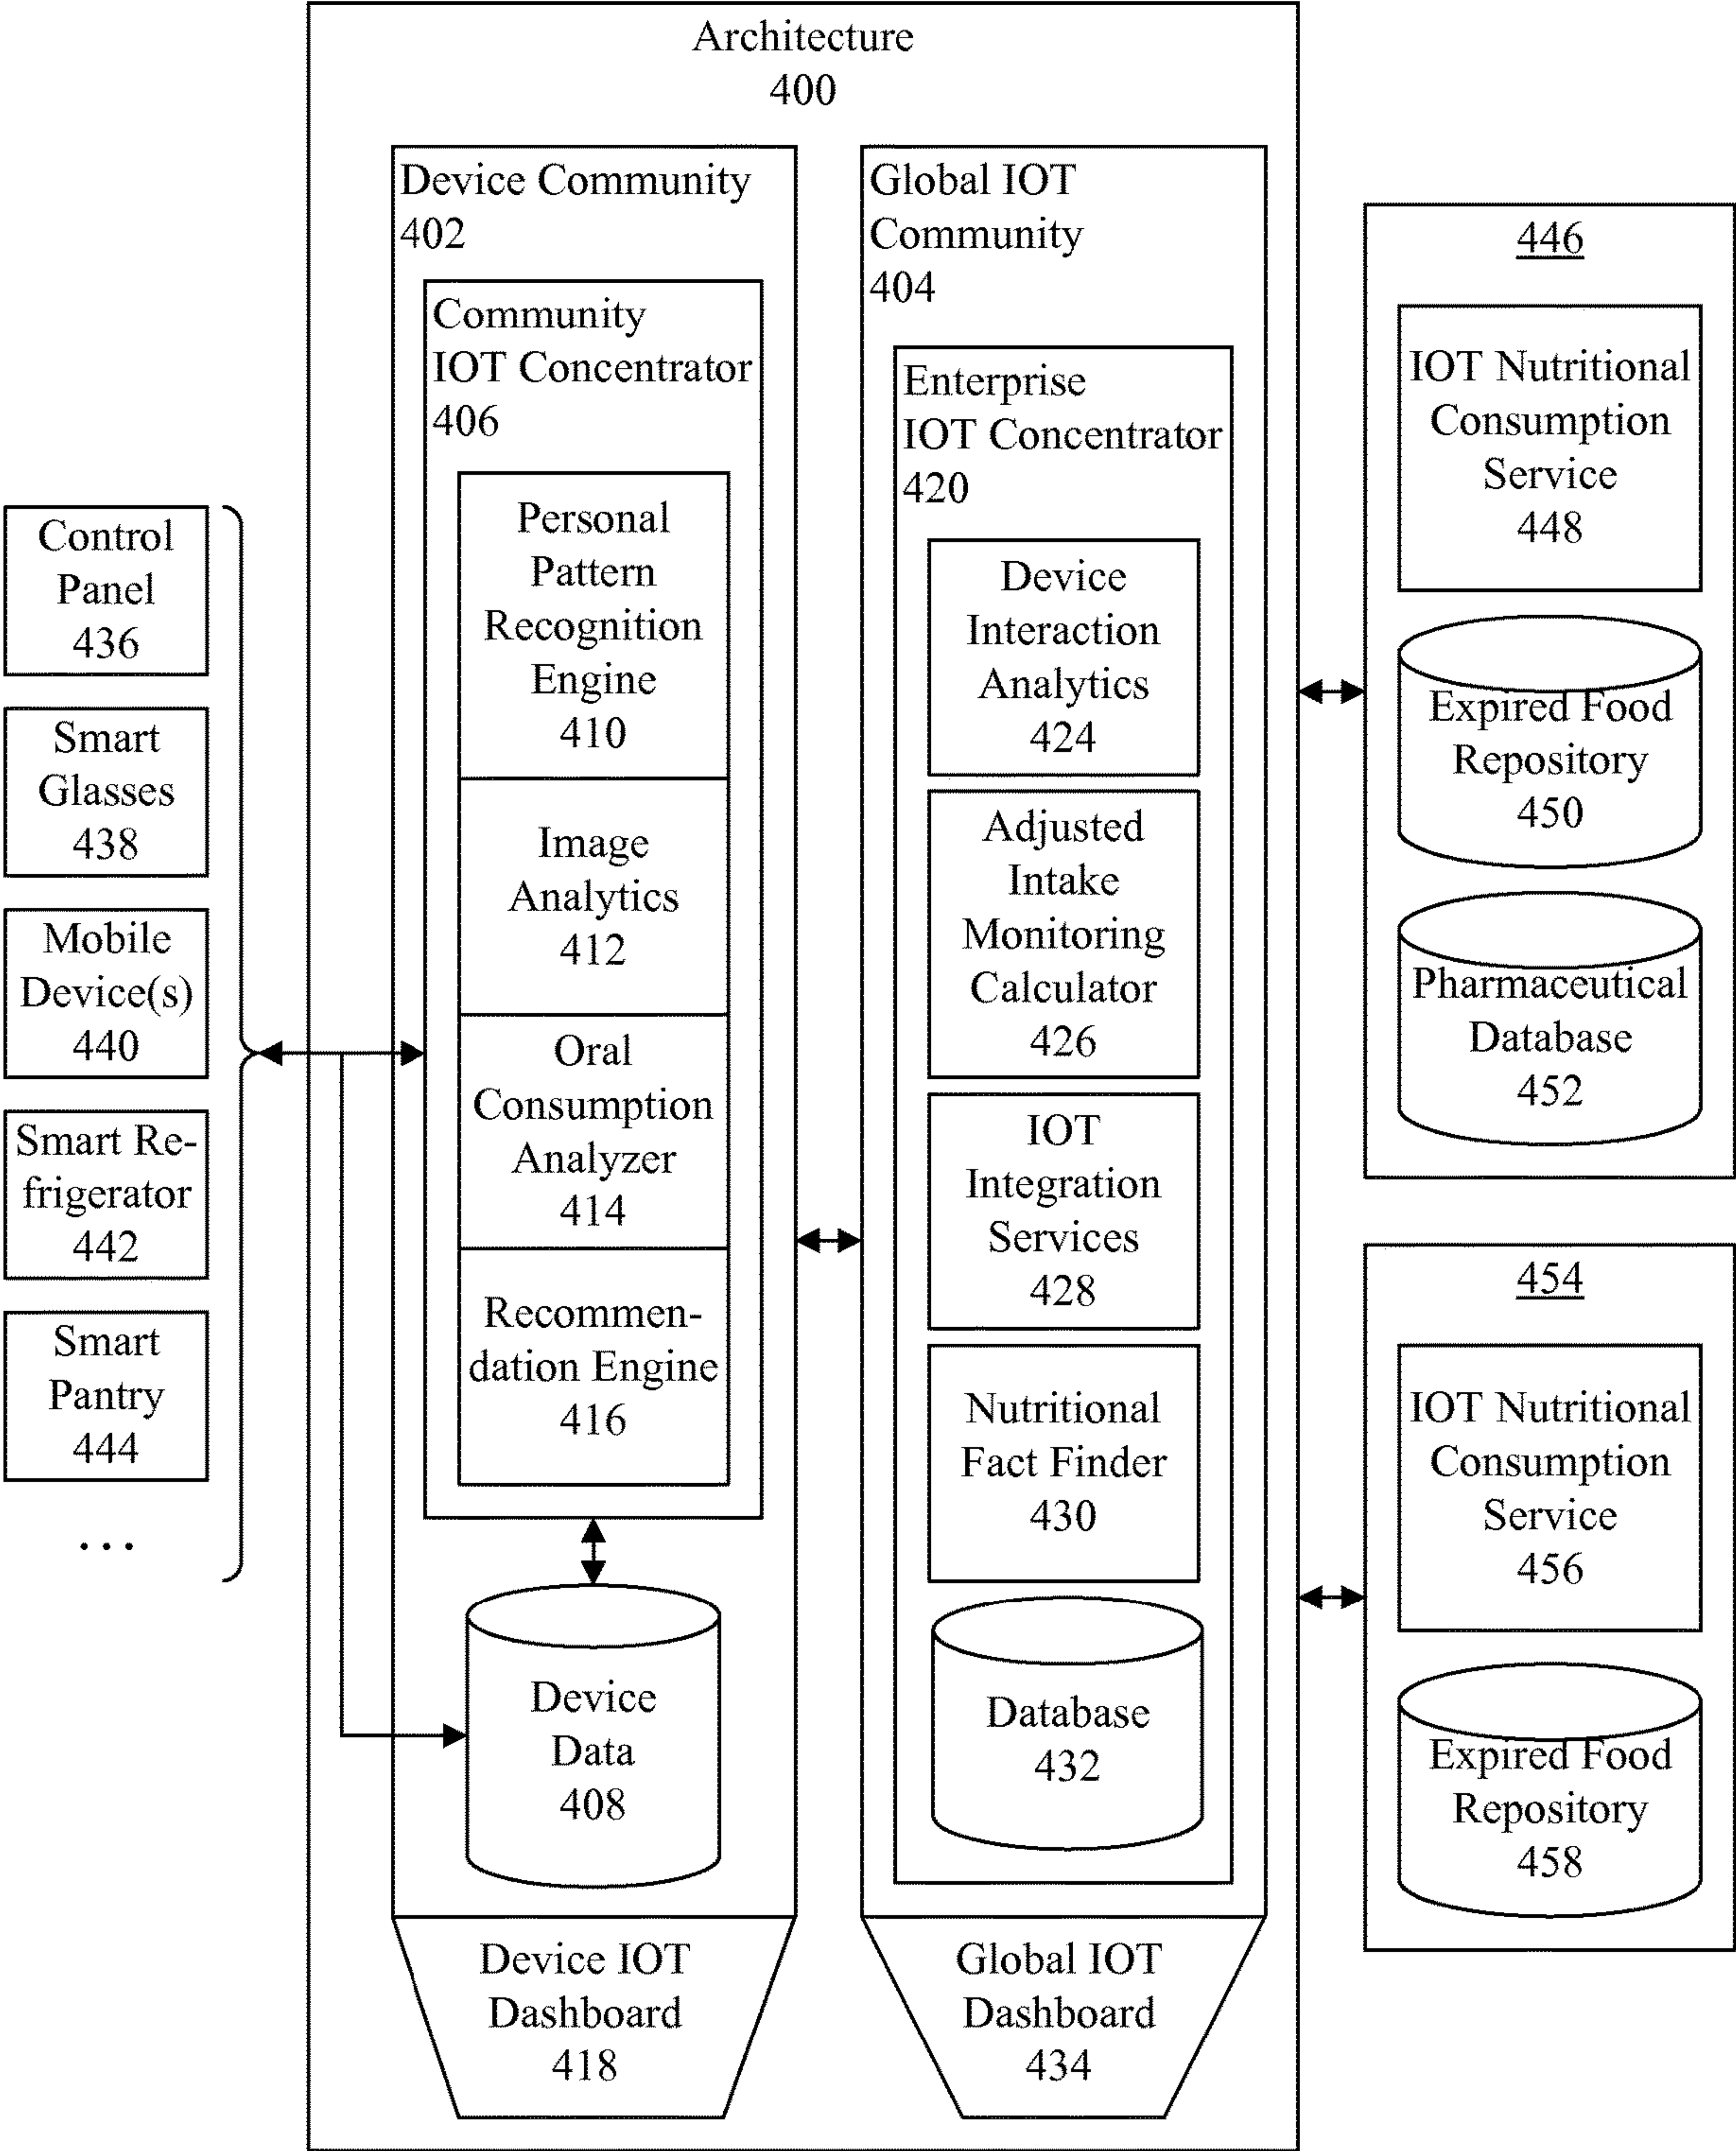 Architecture
400
Device Community
402
Community
IOT Concentrator
406
Personal
Pattern
Recognition
Engine
410
Image
Analytics
412
Oral
Consumption
Analyzer
414
Recommen-
dation Engine
416
Device
Data
408
Device IOT
Dashboard
418
Global IOT
Community
404
Enterprise
IOT Concentrator
420
Device
Interaction
Analytics
424
Adjusted
Intake
Monitoring
Calculator
426
IOT
Integration
Services
428
Nutritional
Fact Finder
430
Database
432
Global IOT
Dashboard
434
Control
Panel
436
Smart
Glasses
438
Mobile
Device(s)
440
Smart Re-
frigerator
442
Smart
Pantry
444
...
446
IOT Nutritional
Consumption
Service
448
Expired Food
Repository
450
Pharmaceutical
Database
452
454
IOT Nutritional
Consumption
Service
456
Expired Food
Repository
458